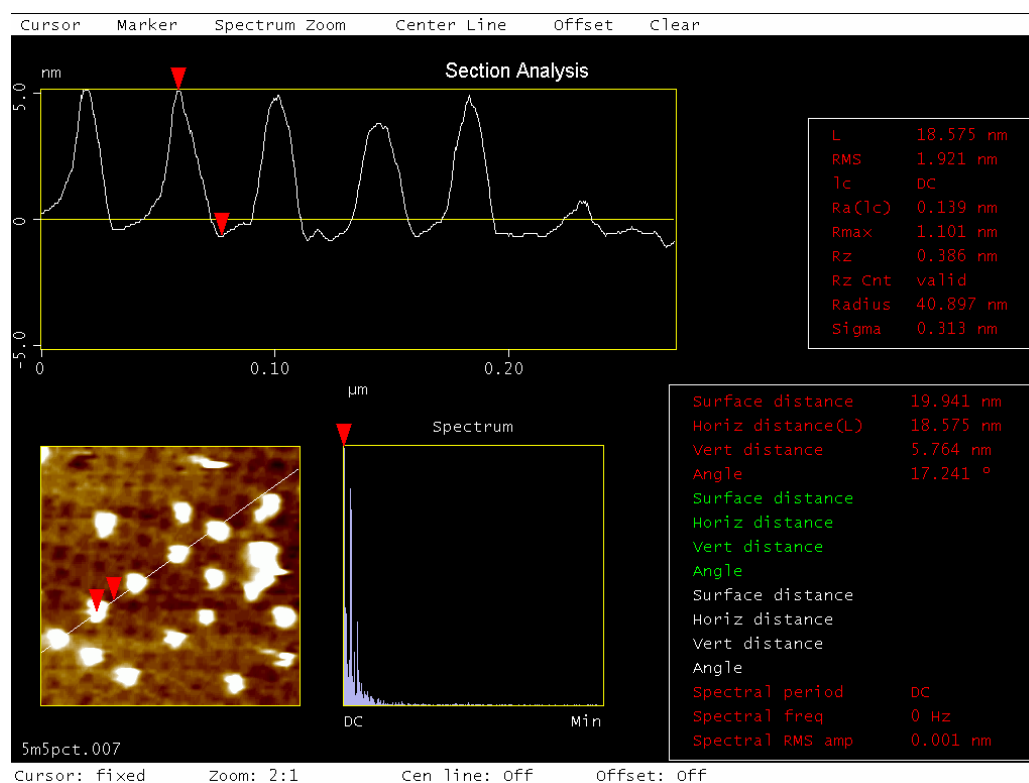 Cursor Marker Spectrum Zoom Center Line Offset Clear
nm Section Analysis
5.0
0
-5.0
0 0.10 0.20
µm
L 18.575 nm
RMS 1.921 nm
lc DC
Ra(lc) 0.139 nm
Rmax 1.101 nm
Rz 0.386 nm
Rz Cnt valid
Radius 40.897 nm
Sigma 0.313 nm
Spectrum
DC Min
Surface distance 19.941 nm
Horiz distance(L) 18.575 nm
Vert distance 5.764 nm
Angle 17.241 °
Surface distance
Horiz distance
Vert distance
Angle
Surface distance
Horiz distance
Vert distance
Angle
Spectral period DC
Spectral freq 0 Hz
Spectral RMS amp 0.001 nm
5m5pct.007
Cursor: fixed Zoom: 2:1 Cen line: Off Offset: Off